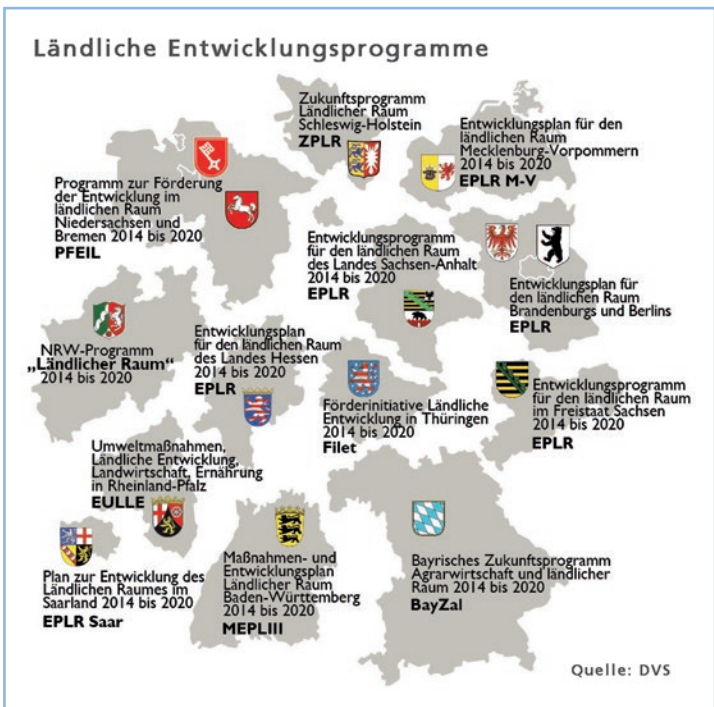 Ländliche Entwicklungsprogramme
Zukunftsprogramm
Ländlicher Raum
Schleswig-Holstein
ZPLR
Entwicklungsplan für den
ländlichen Raum
Mecklenburg-Vorpommern
2014 bis 2020
EPLR M-V
Programm zur Förderung
der Entwicklung im
ländlichen Raum
Niedersachsen und
Bremen 2014 bis 2020
PFEIL
Entwicklungsprogramm
für den ländlichen Raum
des Landes Sachsen-Anhalt
2014 bis 2020
EPLR
Entwicklungsplan für
den ländlichen Raum
Brandenburgs und Berlins
EPLR
NRW-Programm
„Ländlicher Raum“
2014 bis 2020
Entwicklungsplan
für den ländlichen Raum
des Landes Hessen
2014 bis 2020
EPLR
Förderinitiative Ländliche
Entwicklung in Thüringen
2014 bis 2020
Filet
Entwicklungsprogramm
für den ländlichen Raum
im Freistaat Sachsen
2014 bis 2020
EPLR
Umweltmaßnahmen,
Ländliche Entwicklung,
Landwirtschaft, Ernährung
in Rheinland-Pfalz
EULLE
Plan zur Entwicklung des
Ländlichen Raumes im
Saarland 2014 bis 2020
EPLR Saar
Maßnahmen- und
Entwicklungsplan
Ländlicher Raum
Baden-Württemberg
2014 bis 2020
MEPLIII
Bayrisches Zukunftsprogramm
Agrarwirtschaft und ländlicher
Raum 2014 bis 2020
BayZal
Quelle: DVS